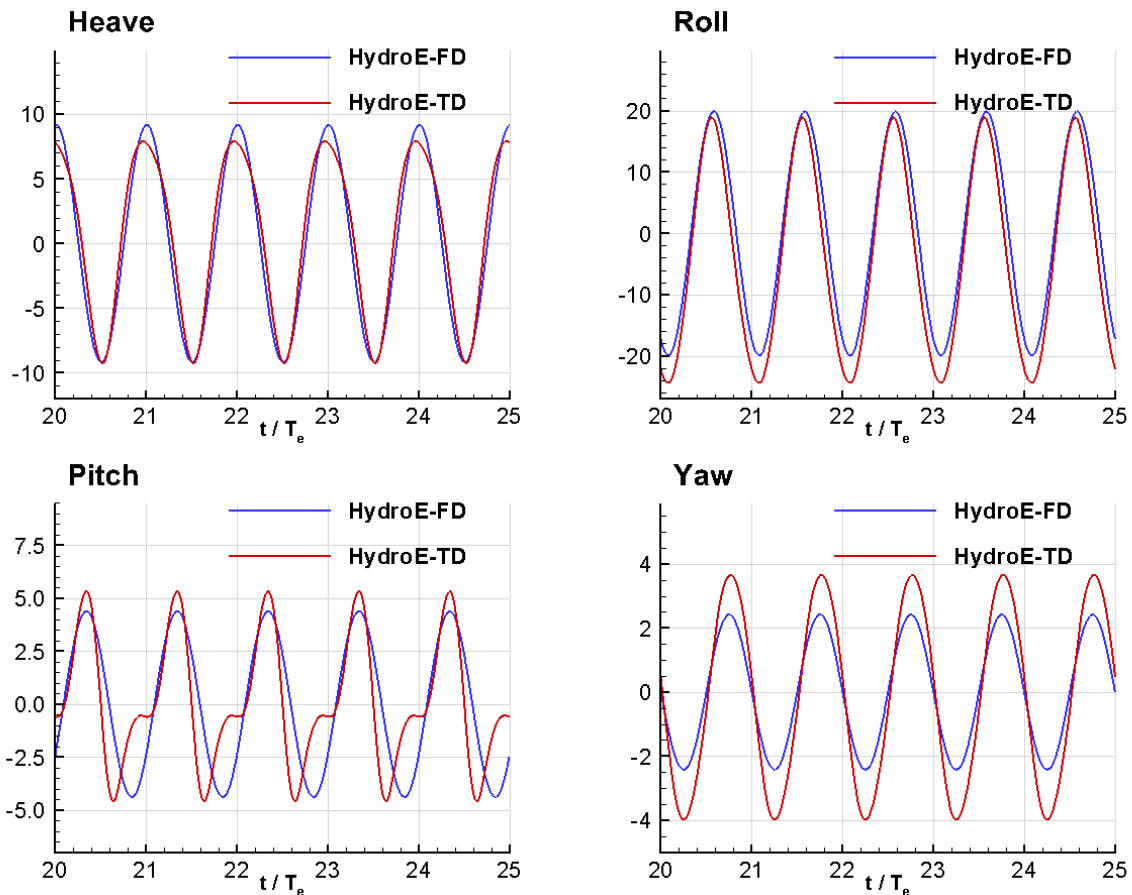 Heave
HydroE-FD
HydroE-TD
10
5
0
-5
-10
20 21 22 23 24 25
t / Te
Roll
HydroE-FD
HydroE-TD
20
10
0
-10
-20
20 21 22 23 24 25
t / Te
Pitch
HydroE-FD
HydroE-TD
7.5
5.0
2.5
0.0
-2.5
-5.0
20 21 22 23 24 25
t / Te
Yaw
HydroE-FD
HydroE-TD
4
2
0
-2
-4
20 21 22 23 24 25
t / Te